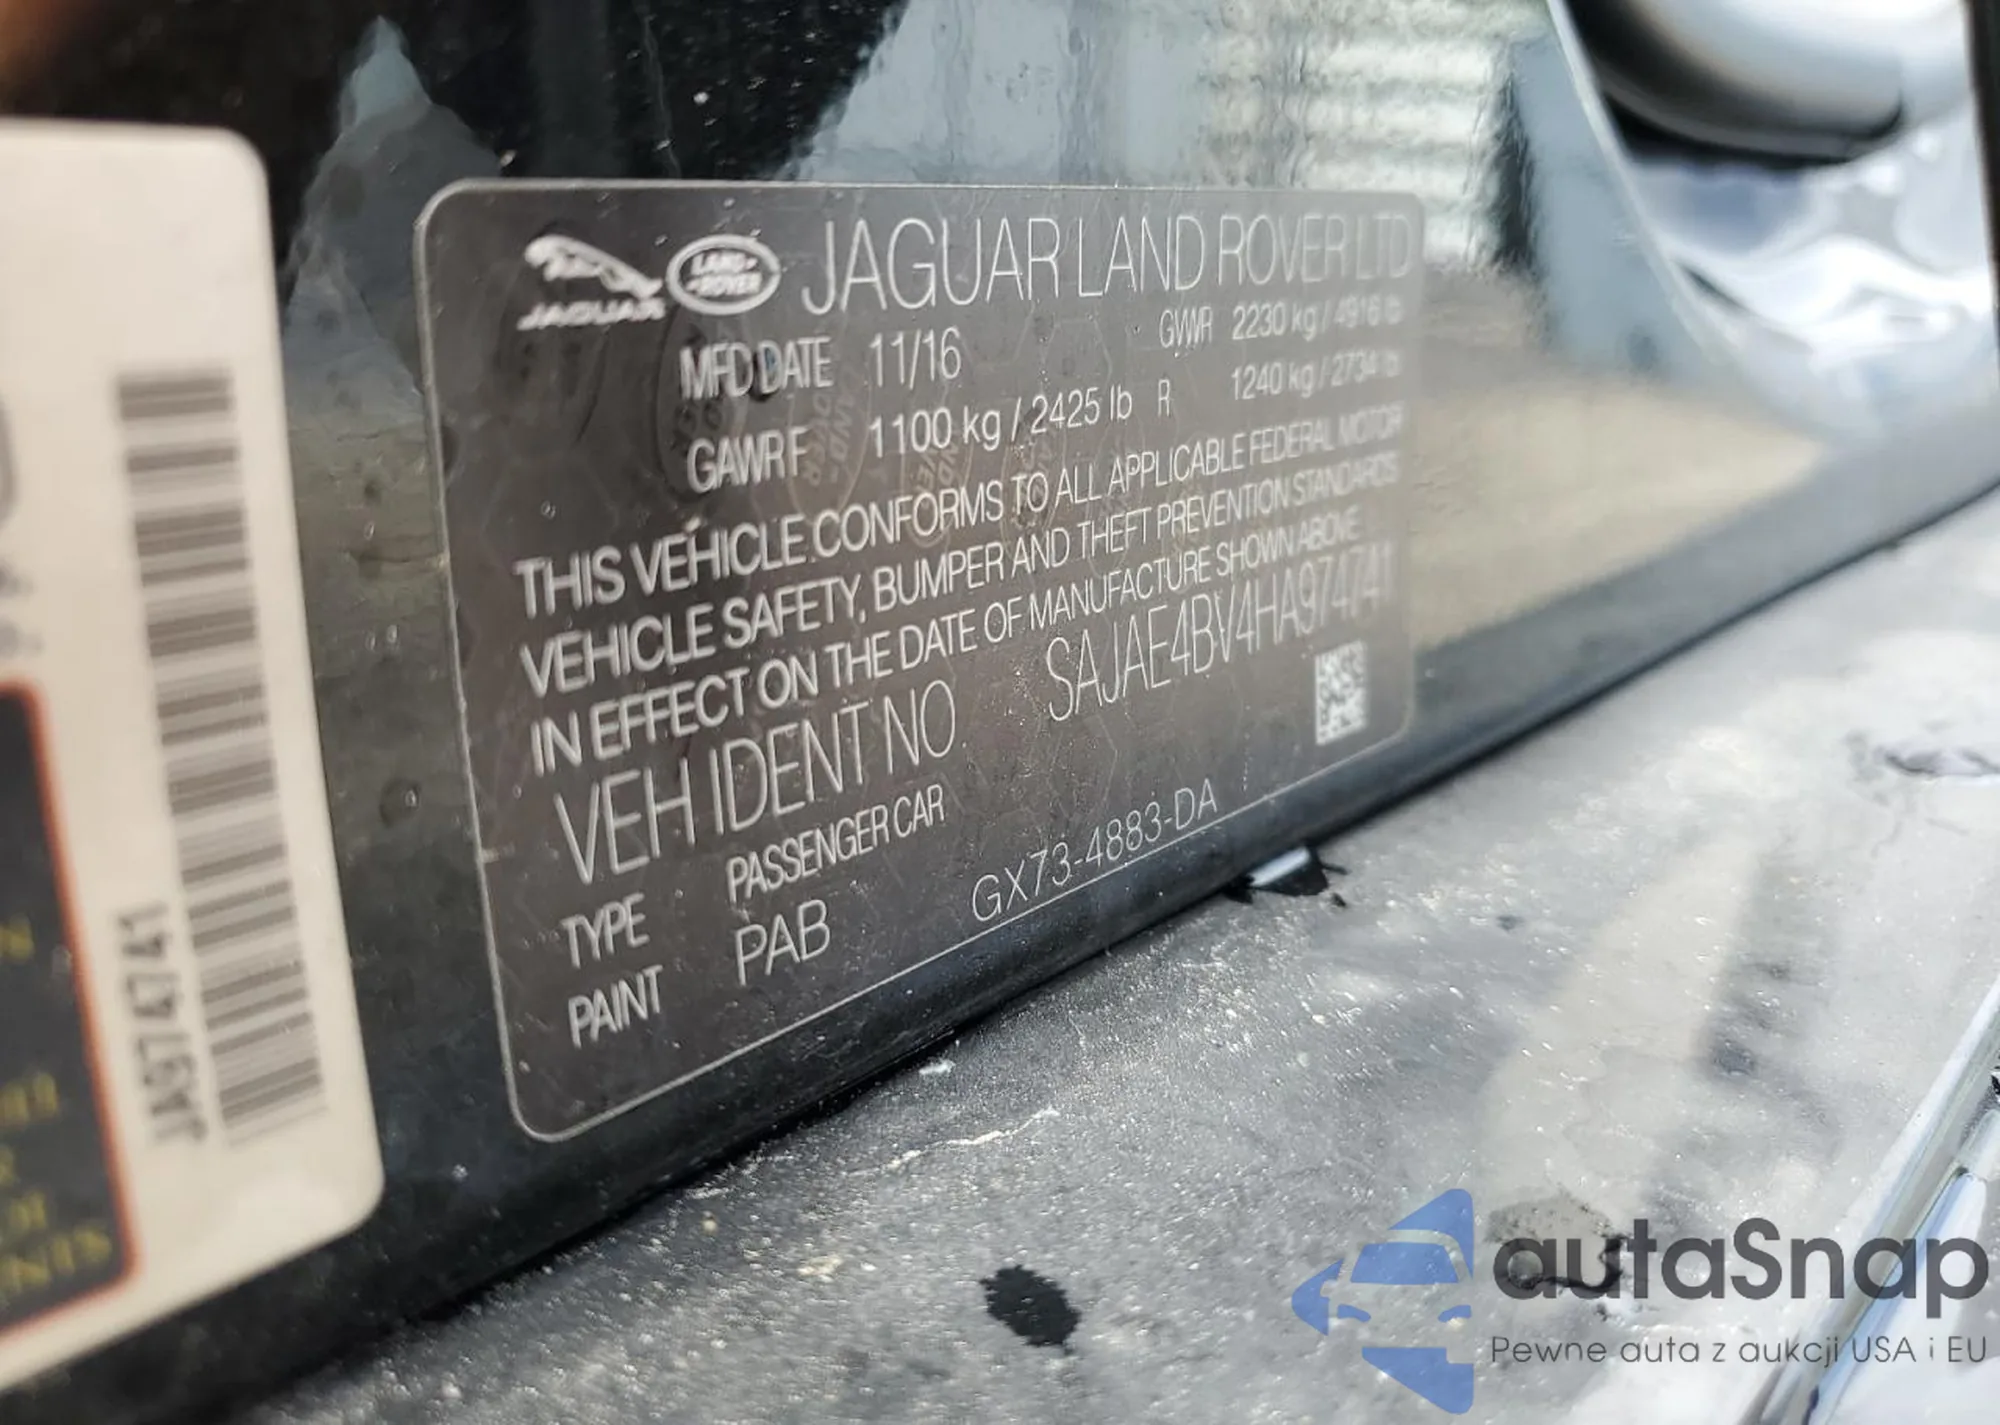 JAGUAR
LAND-
-ROVER
JAGUAR LAND ROVER LTD
MFD DATE 11/16 GVWR 2230 kg / 4916 lb
GAWR F 1100 kg / 2425 lb R 1240 kg / 2734 lb
THIS VEHICLE CONFORMS TO ALL APPLICABLE FEDERAL MOTOR
VEHICLE SAFETY, BUMPER AND THEFT PREVENTION STANDARDS
IN EFFECT ON THE DATE OF MANUFACTURE SHOWN ABOVE
VEH IDENT NO SAJAE4BV4HA974741
TYPE PASSENGER CAR
PAINT PAB
GX73-4883-DA
JA974741
autaSnap
Pewne auta z aukcji USA i EU